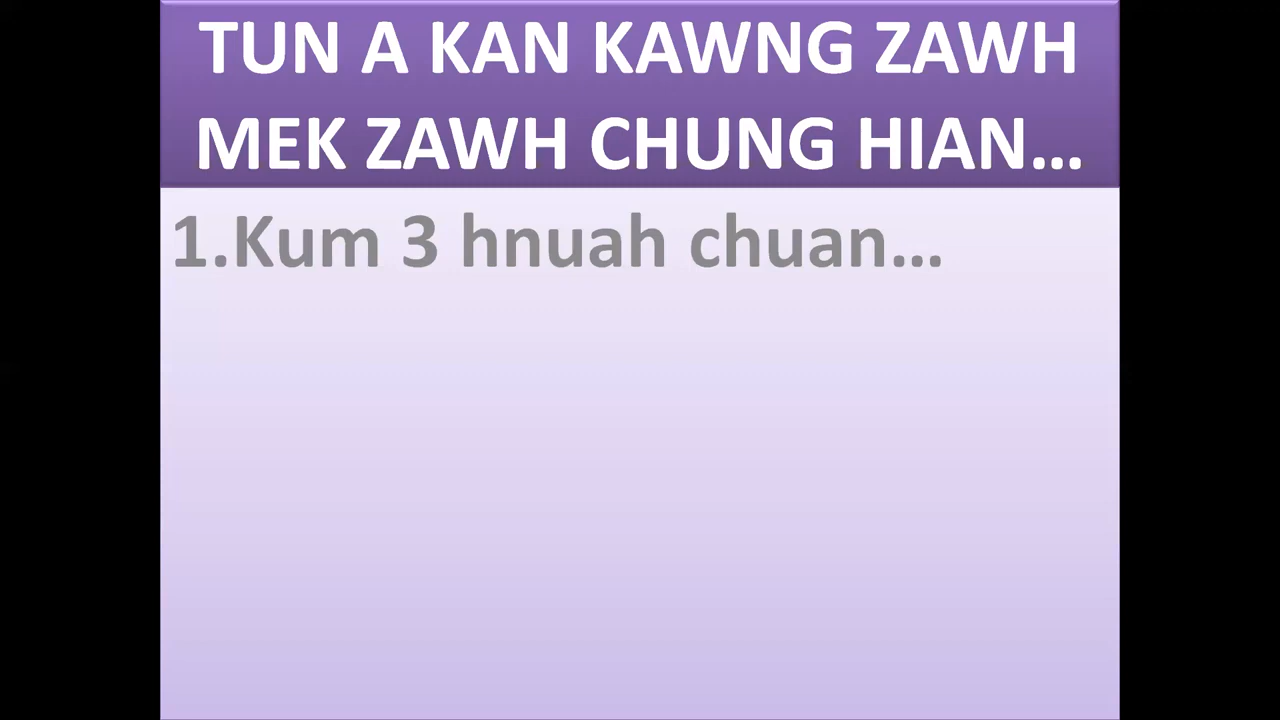 TUN A KAN KAWNG ZAWH
MEK ZAWH CHUNG HIAN…
1.Kum 3 hnuah chuan…